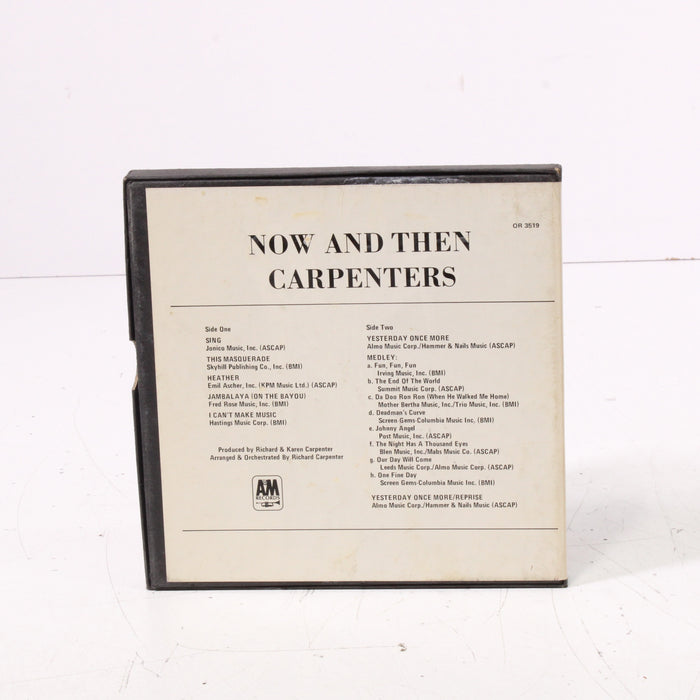 OR 3519
NOW AND THEN
CARPENTERS
Side One
SING
Jonico Music, Inc. (ASCAP)
THIS MASQUERADE
Skyhill Publishing Co., Inc. (BMI)
HEATHER
Emil Ascher, Inc. (KPM Music Ltd.) (ASCAP)
JAMBALAYA (ON THE BAYOU)
Fred Rose Music, Inc. (BMI)
I CAN'T MAKE MUSIC
Hastings Music Corp. (BMI)
Produced by Richard & Karen Carpenter
Arranged & Orchestrated By Richard Carpenter
A&M
RECORDS
Side Two
YESTERDAY ONCE MORE
Almo Music Corp./Hammer & Nails Music (ASCAP)
MEDLEY:
a. Fun, Fun, Fun
Irving Music, Inc. (BMI)
b. The End Of The World
Summit Music Corp. (ASCAP)
c. Da Doo Ron Ron (When He Walked Me Home)
Mother Bertha Music, Inc./Trio Music, Inc. (BMI)
d. Deadman's Curve
Screen Gems-Columbia Music Inc. (BMI)
e. Johnny Angel
Post Music, Inc. (ASCAP)
f. The Night Has A Thousand Eyes
Blen Music, Inc./Mabs Music Co. (ASCAP)
g. Our Day Will Come
Leeds Music Corp./Almo Music Corp. (ASCAP)
h. One Fine Day
Screen Gems-Columbia Music Inc. (BMI)
YESTERDAY ONCE MORE/REPRISE
Almo Music Corp./Hammer & Nails Music (ASCAP)